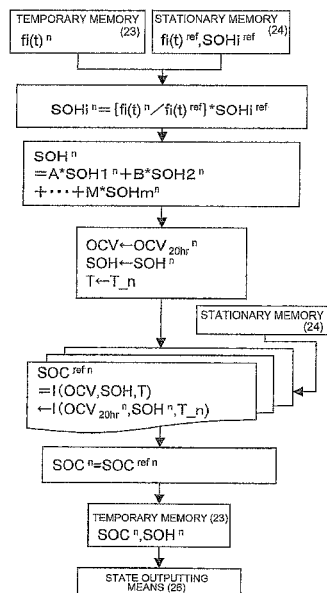 TEMPORARY MEMORY
(23)
fi(t) ⁿ
STATIONARY MEMORY
(24)
fi(t) ʳᵉᶠ,SOHi ʳᵉᶠ
SOHi ⁿ={fi(t) ⁿ/fi(t) ʳᵉᶠ}*SOHi ʳᵉᶠ
SOH ⁿ
=A*SOH1 ⁿ+B*SOH2 ⁿ
+・・・+M*SOHm ⁿ
OCV←OCV ₂₀ₕᵣ ⁿ
SOH←SOH ⁿ
T←T_n
STATIONARY MEMORY
(24)
SOC ʳᵉᶠ ⁿ
=I(OCV,SOH,T)
←I(OCV ₂₀ₕᵣ ⁿ,SOH ⁿ,T_n)
SOC ⁿ=SOC ʳᵉᶠ ⁿ
TEMPORARY MEMORY (23)
SOC ⁿ,SOH ⁿ
STATE OUTPUTTING
MEANS (26)